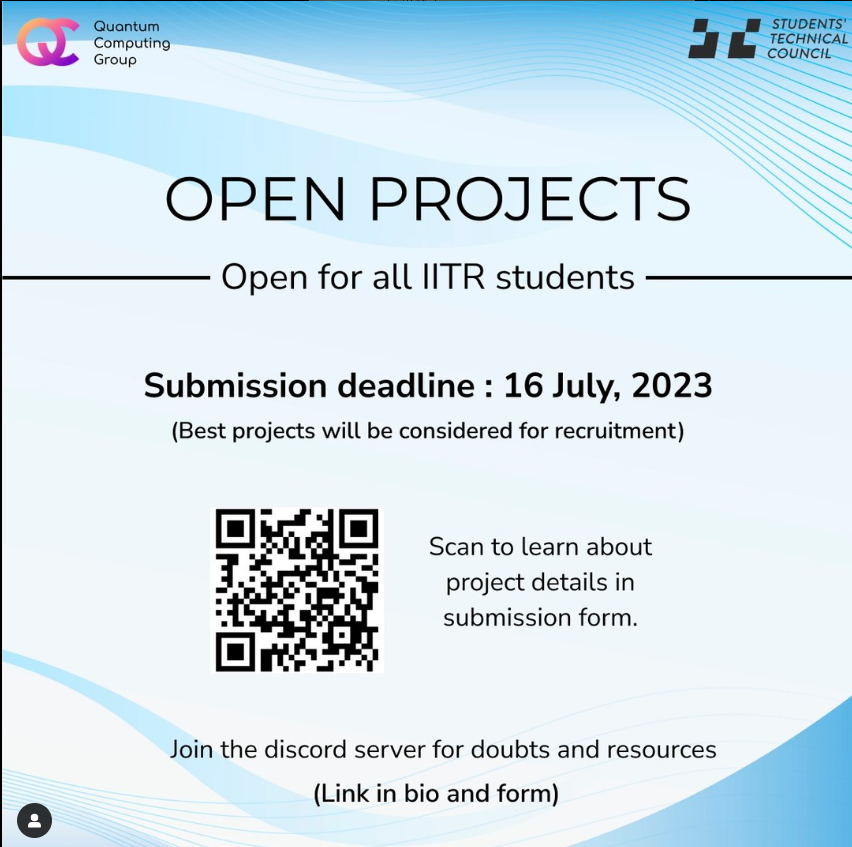 Quantum
Computing
Group
STUDENTS'
TECHNICAL
COUNCIL
OPEN PROJECTS
Open for all IITR students
Submission deadline : 16 July, 2023
(Best projects will be considered for recruitment)
Scan to learn about
project details in
submission form.
Join the discord server for doubts and resources
(Link in bio and form)